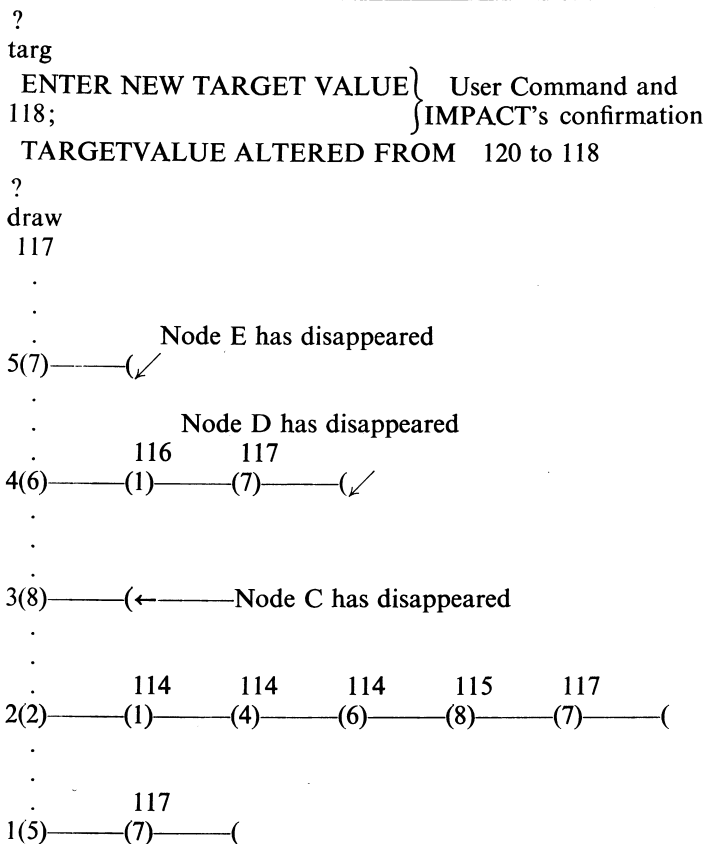 ?
targ
ENTER NEW TARGET VALUE } User Command and
118; IMPACT's confirmation
TARGETVALUE ALTERED FROM 120 to 118
?
draw
117
.
.
.
Node E has disappeared
5(7)———(
.
.
Node D has disappeared
. 116 117
4(6)———(1)———(7)———(
.
.
.
3(8)———(←———Node C has disappeared
.
.
. 114 114 114 115 117
2(2)———(1)———(4)———(6)———(8)———(7)———(
.
.
. 117
1(5)———(7)———(